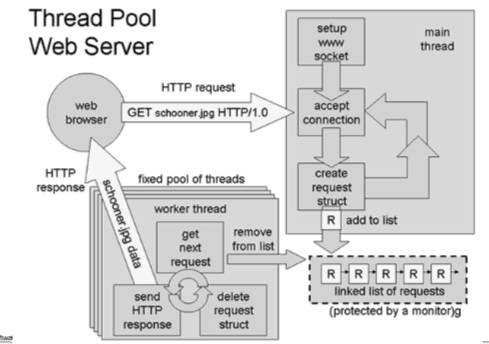 Thread Pool
Web Server
setup
www
socket
main
thread
HTTP request
web
browser
GET schooner.jpg HTTP/1.0
accept
connection
HTTP
response
schooner.jpg data
create
request
struct
fixed pool of threads
R
add to list
worker thread
get
next
request
remove
from list
R R R R R
linked list of requests
(protected by a monitor)g
send
HTTP
response
delete
request
struct